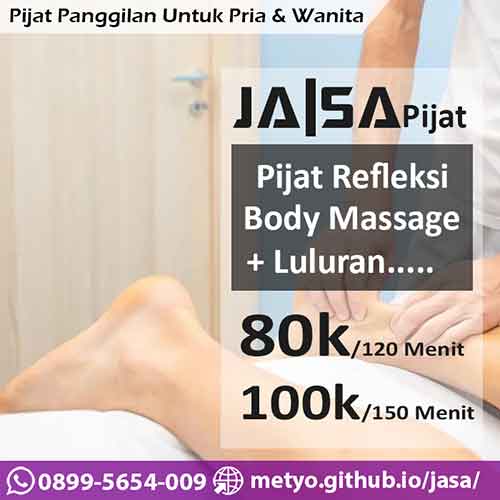 Pijat Panggilan Untuk Pria & Wanita
JA|SA Pijat
Pijat Refleksi
Body Massage
+ Luluran.....
80k/120 Menit
100k/150 Menit
0899-5654-009 metyo.github.io/jasa/